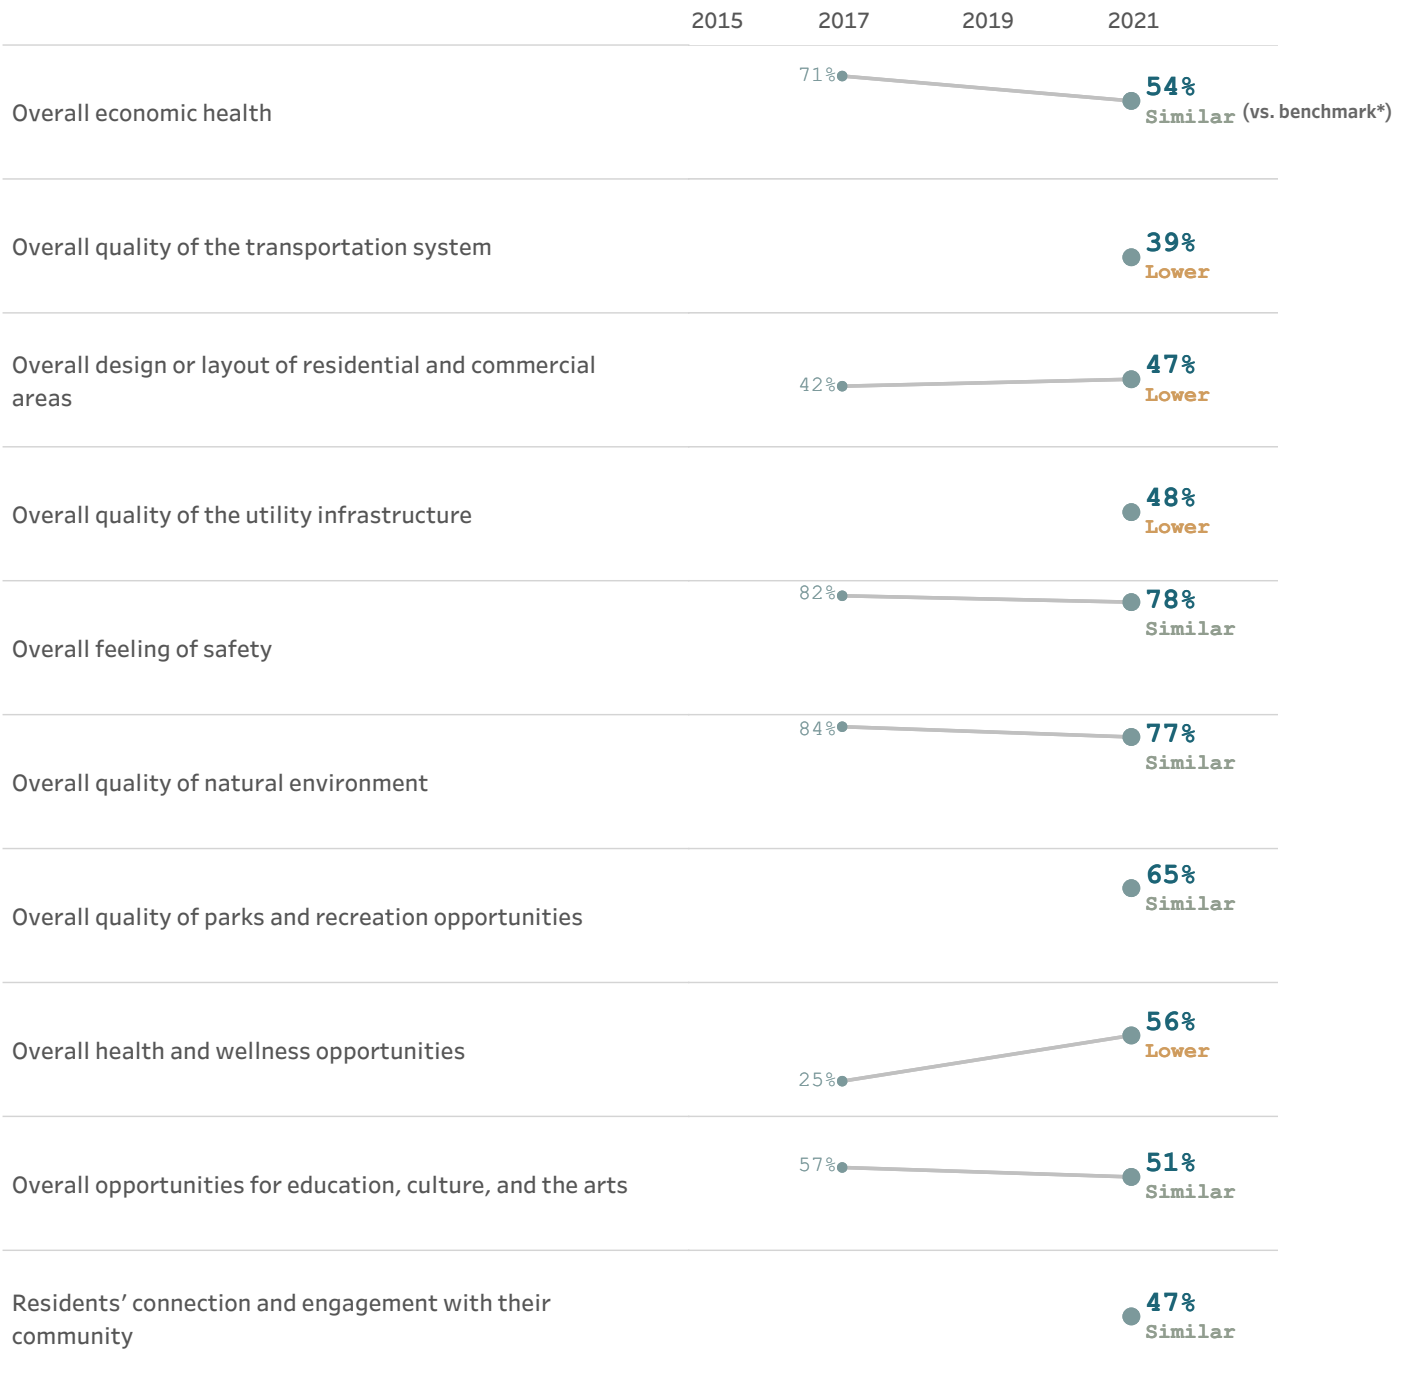 2015 2017 2019 2021
71%
54%
Overall economic health
Similar (vs. benchmark*)
39%
Overall quality of the transportation system
Lower
Overall design or layout of residential and commercial
areas
42%
47%
Lower
48%
Overall quality of the utility infrastructure
Lower
82%
78%
Similar
Overall feeling of safety
84%
77%
Similar
Overall quality of natural environment
65%
Similar
Overall quality of parks and recreation opportunities
56%
Lower
Overall health and wellness opportunities
25%
57%
51%
Overall opportunities for education, culture, and the arts
Similar
Residents’ connection and engagement with their
community
47%
Similar